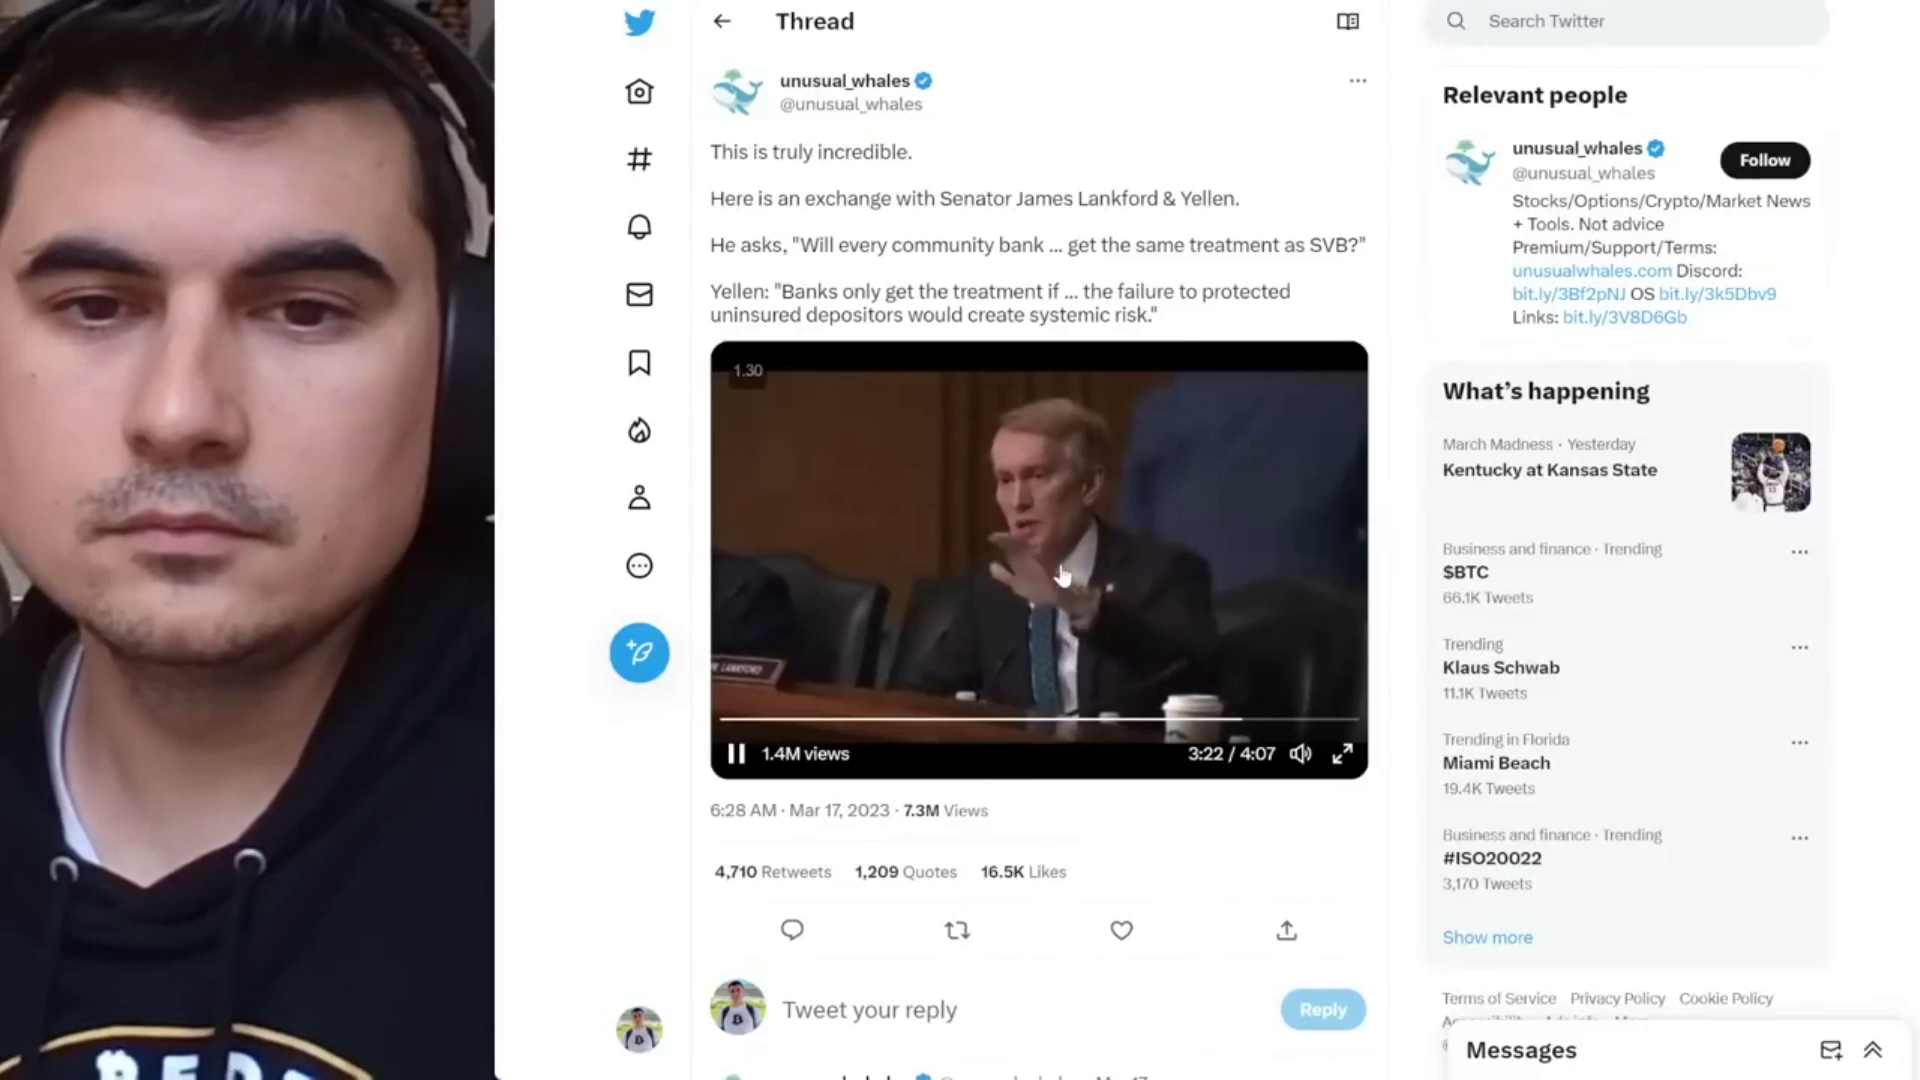 Thread
Search Twitter
unusual_whales
@unusual_whales
This is truly incredible.
Here is an exchange with Senator James Lankford & Yellen.
He asks, "Will every community bank ... get the same treatment as SVB?"
Yellen: "Banks only get the treatment if ... the failure to protected
uninsured depositors would create systemic risk."
1.30
LANKFORD
1.4M views
3:22 / 4:07
6:28 AM · Mar 17, 2023 · 7.3M Views
4,710 Retweets 1,209 Quotes 16.5K Likes
Tweet your reply
Reply
Relevant people
unusual_whales
@unusual_whales
Follow
Stocks/Options/Crypto/Market News
+ Tools. Not advice
Premium/Support/Terms:
unusualwhales.com Discord:
bit.ly/3Bf2pNJ OS bit.ly/3k5Dbv9
Links: bit.ly/3V8D6Gb
What's happening
March Madness · Yesterday
Kentucky at Kansas State
Business and finance · Trending
$BTC
66.1K Tweets
Trending
Klaus Schwab
11.1K Tweets
Trending in Florida
Miami Beach
19.4K Tweets
Business and finance · Trending
#ISO20022
3,170 Tweets
Show more
Terms of Service Privacy Policy Cookie Policy
Messages